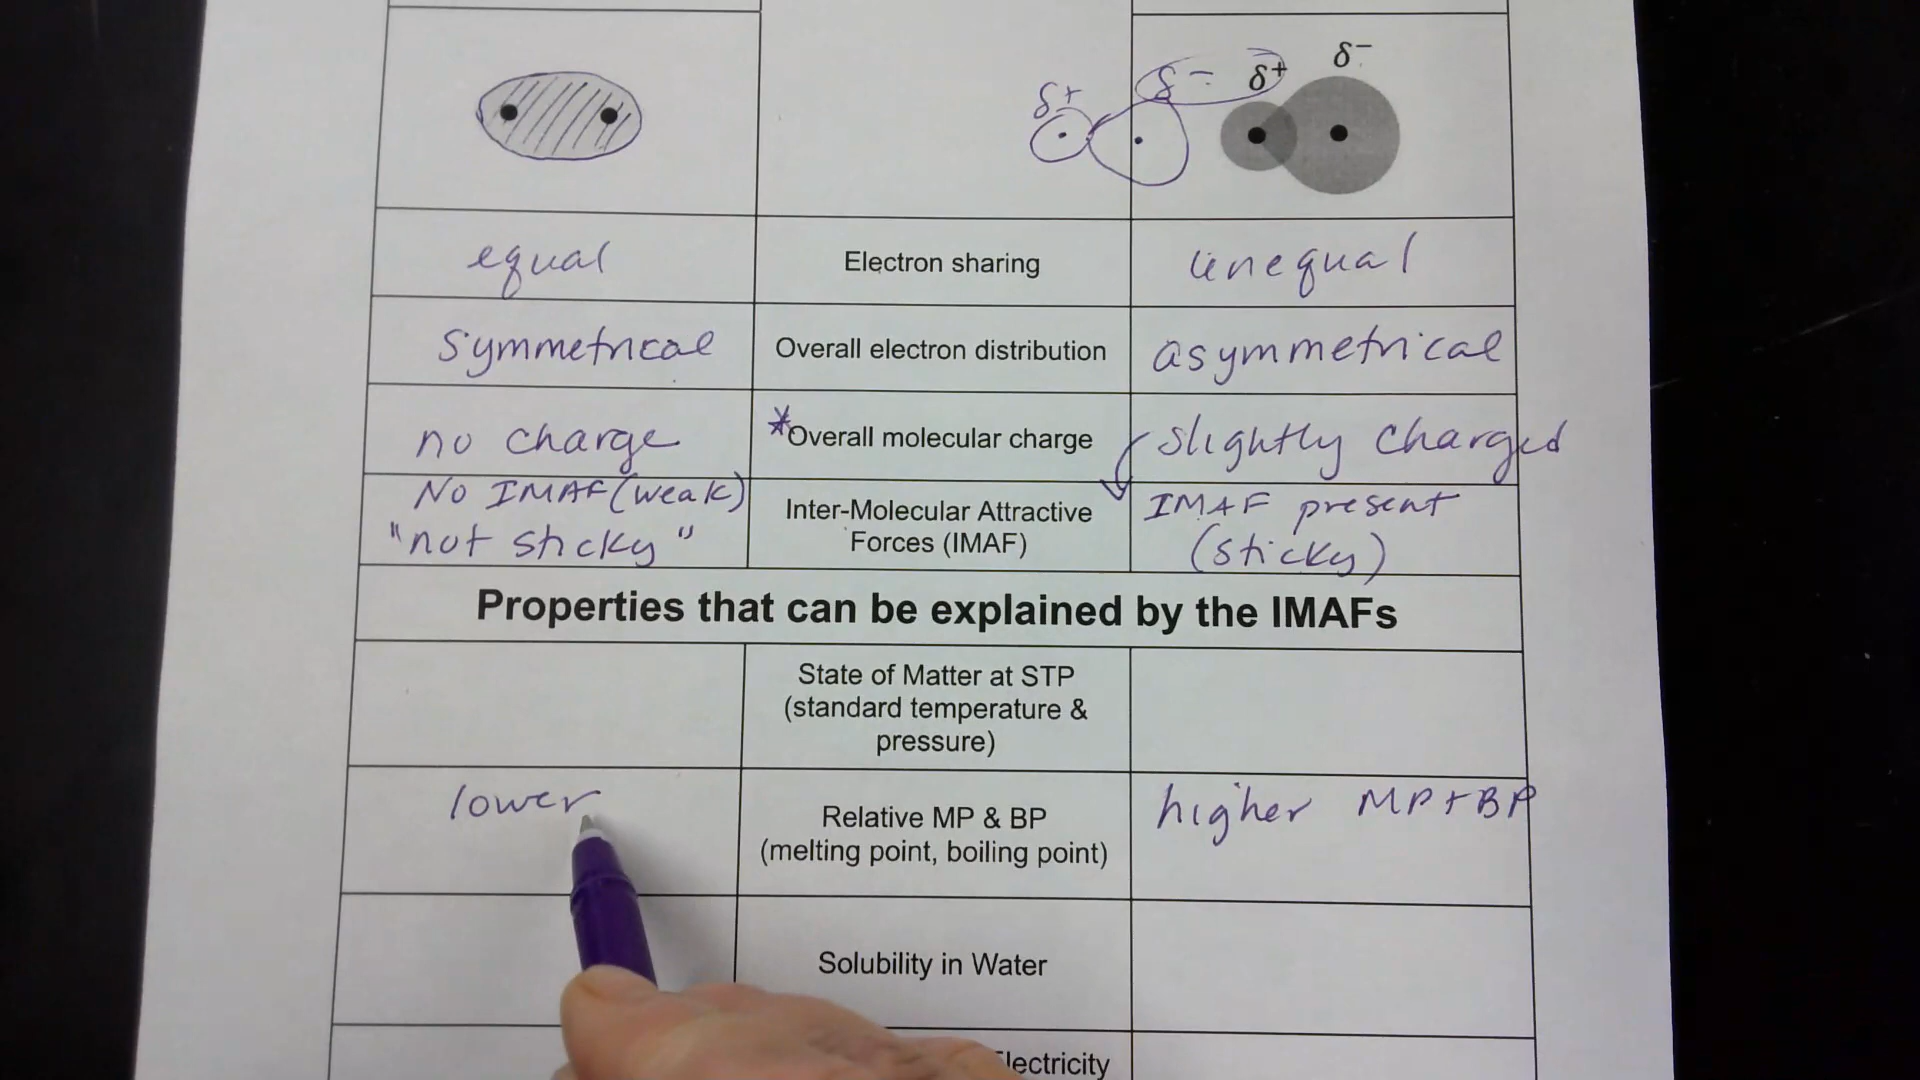 δ+ δ- δ+ δ-
equal Electron sharing unequal
symmetrical Overall electron distribution asymmetrical
no charge *Overall molecular charge slightly charged
No IMAF (weak)
"not sticky"
Inter-Molecular Attractive
Forces (IMAF)
IMAF present
(sticky)
Properties that can be explained by the IMAFs
State of Matter at STP
(standard temperature &
pressure)
lower
Relative MP & BP
(melting point, boiling point)
higher MP+BP
Solubility in Water